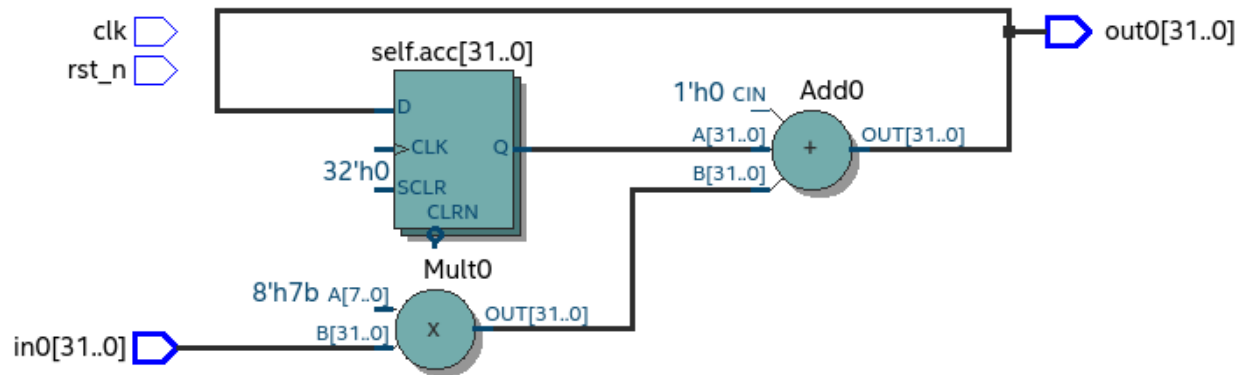 clk
rst_n
self.acc[31..0]
D
CLK
Q
32'h0
SCLR
CLRN
1'h0 CIN
Add0
A[31..0]
+
OUT[31..0]
B[31..0]
out0[31..0]
Mult0
8'h7b A[7..0]
B[31..0]
x
OUT[31..0]
in0[31..0]